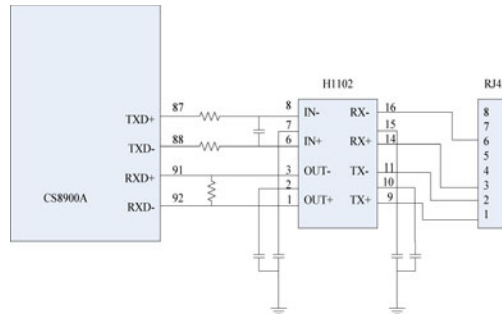 H1102
RJ4
87
8 IN- RX- 16
8
TXD+
7
15
7
IN+ RX+
6
TXD- 88
6
14
5
91
3 OUT- TX- 11
4
RXD+
2
10
3
CS8900A
92
1 OUT+ TX+ 9
2
RXD-
1